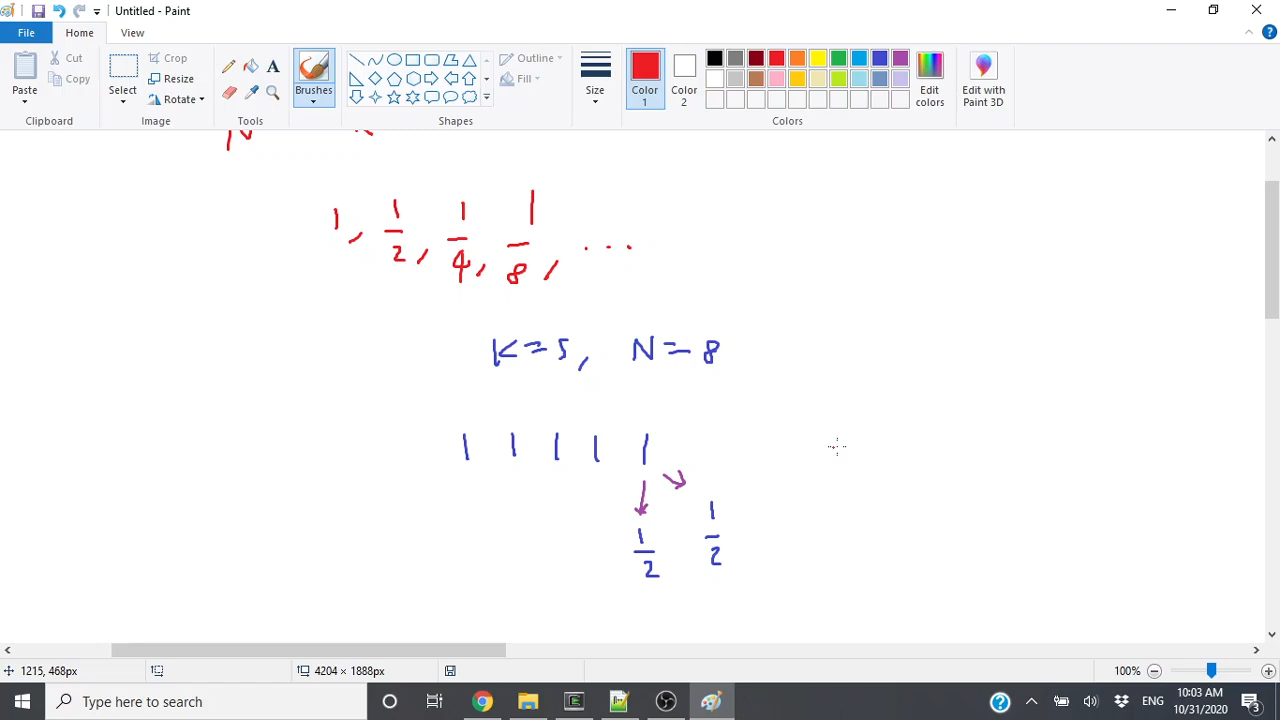 Untitled - Paint
File Home View
Paste
Cut
Copy
Clipboard
Select
Crop
Resize
Rotate
Image
A
Tools
Brushes
Outline
Fill
Shapes
Size
Color 1
Color 2
Edit colors
Colors
Edit with Paint 3D
N K
1, 1/2, 1/4, 1/8, ...
K=5, N=8
1 1 1 1 1
1/2 1/2
1215, 468px
4204 × 1888px
100%
Type here to search
ENG
10:03 AM
10/31/2020
3